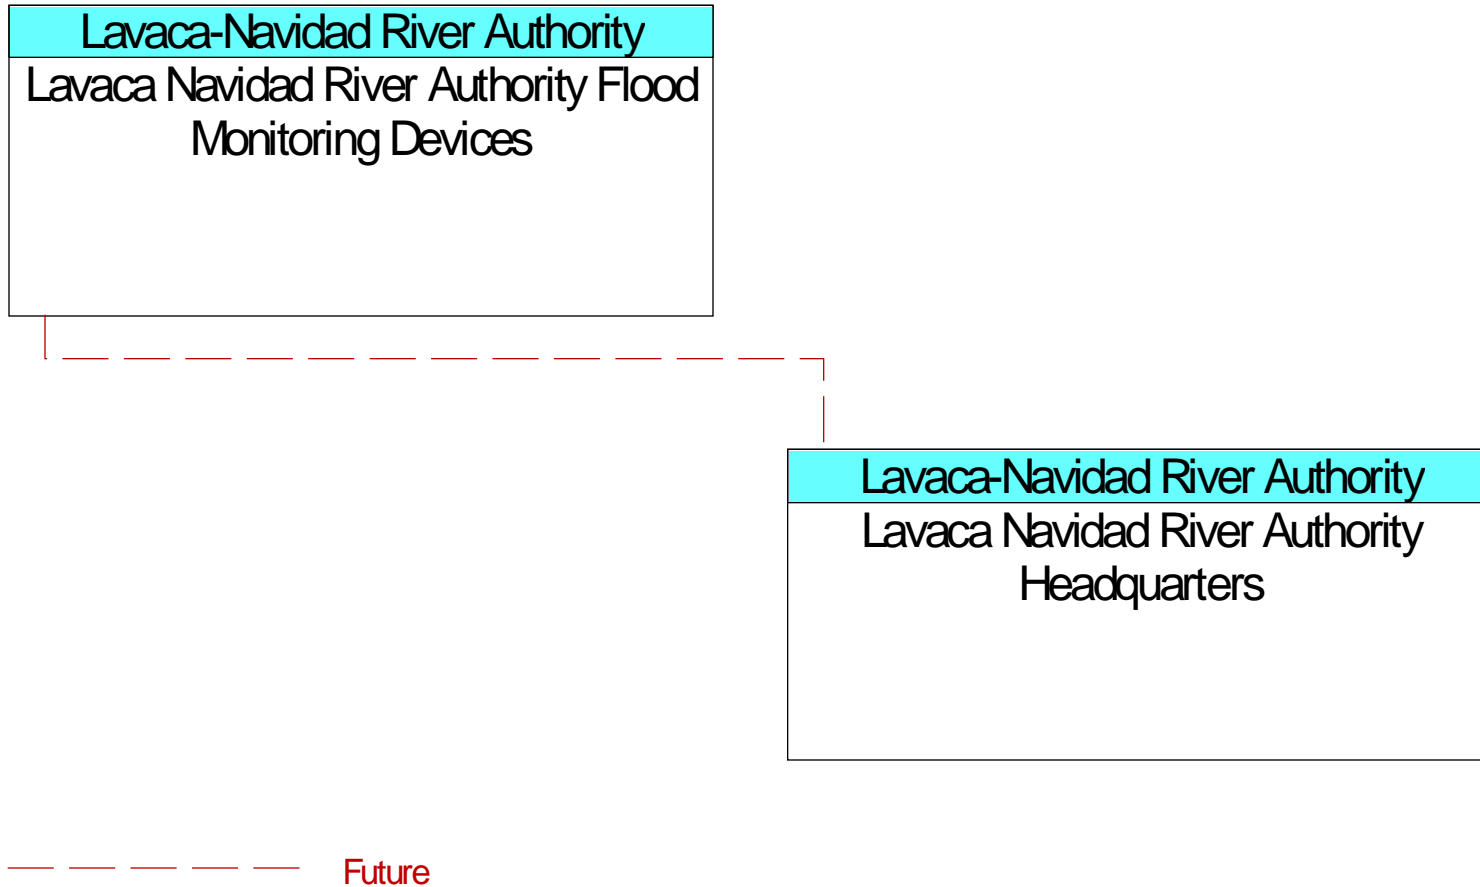 Lavaca-Navidad River Authority
Lavaca Navidad River Authority Flood
Monitoring Devices
Lavaca-Navidad River Authority
Lavaca Navidad River Authority
Headquarters
Future